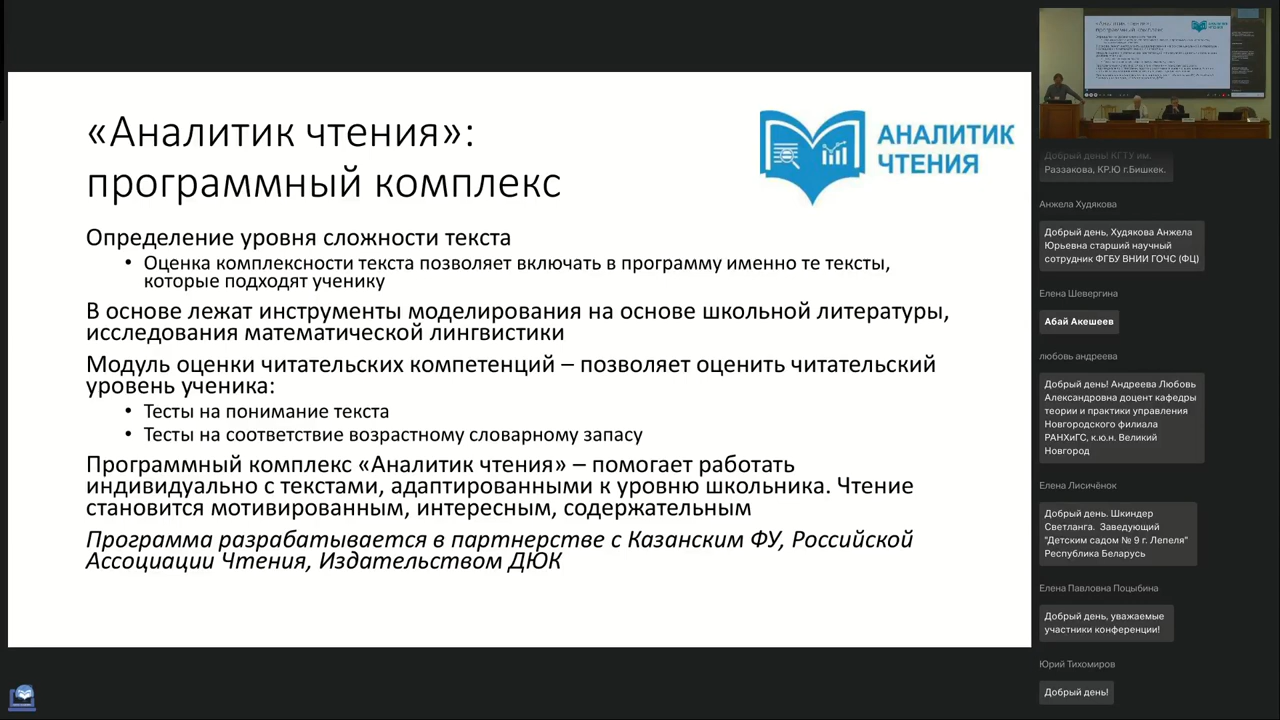 «Аналитик чтения»:
программный комплекс
АНАЛИТИК
ЧТЕНИЯ
Определение уровня сложности текста
• Оценка комплексности текста позволяет включать в программу именно те тексты,
которые подходят ученику
В основе лежат инструменты моделирования на основе школьной литературы,
исследования математической лингвистики
Модуль оценки читательских компетенций – позволяет оценить читательский
уровень ученика:
• Тесты на понимание текста
• Тесты на соответствие возрастному словарному запасу
Программный комплекс «Аналитик чтения» – помогает работать
индивидуально с текстами, адаптированными к уровню школьника. Чтение
становится мотивированным, интересным, содержательным
Программа разрабатывается в партнерстве с Казанским ФУ, Российской
Ассоциации Чтения, Издательством ДЮК
Добрый день! КГТУ им.
Раззакова, КР.Ю г.Бишкек.
Анжела Худякова
Добрый день, Худякова Анжела
Юрьевна старший научный
сотрудник ФГБУ ВНИИ ГОЧС (ФЦ)
Елена Шевергина
Абай Акешеев
любовь андреева
Добрый день! Андреева Любовь
Александровна доцент кафедры
теории и практики управления
Новгородского филиала
РАНХиГС, к.ю.н. Великий
Новгород
Елена Лисичёнок
Добрый день. Шкиндер
Светланга. Заведующий
"Детским садом № 9 г. Лепеля"
Республика Беларусь
Елена Павловна Поцыбина
Добрый день, уважаемые
участники конференции!
Юрий Тихомиров
Добрый день!